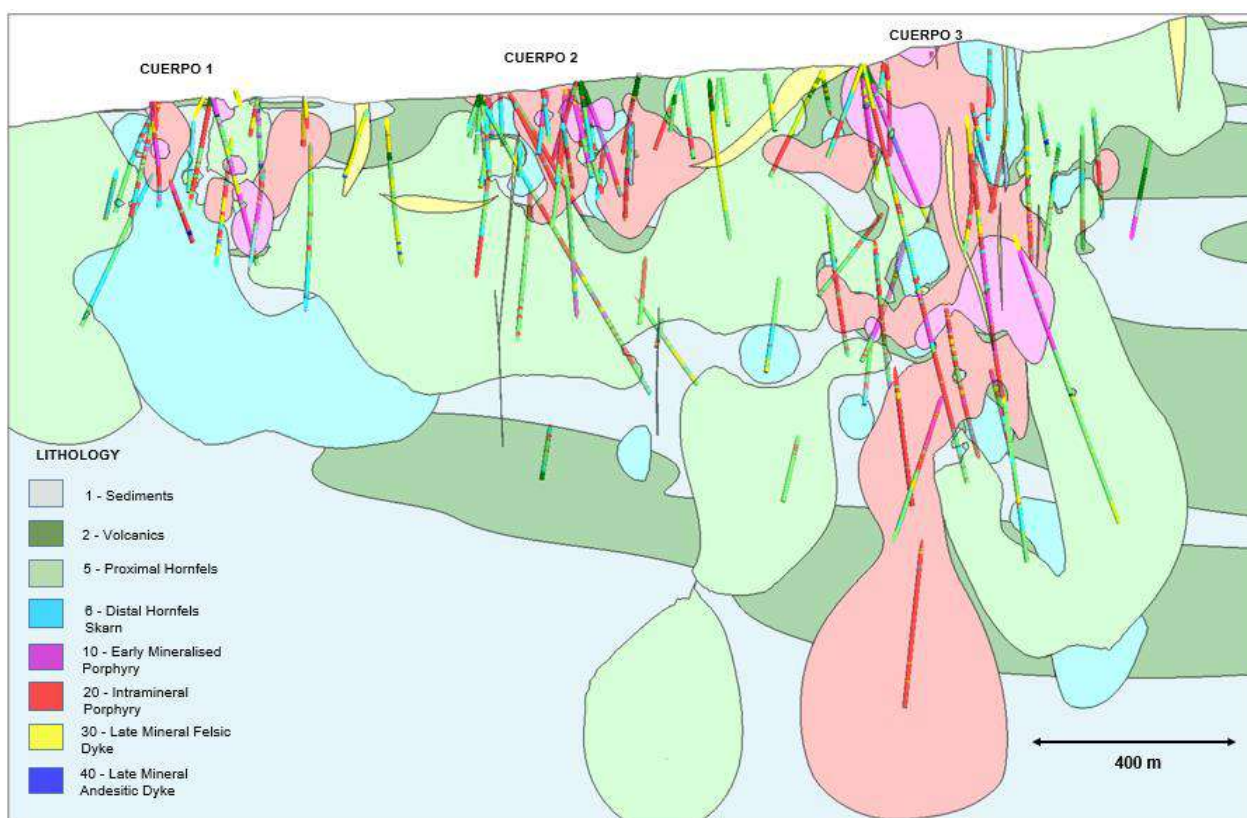 CUERPO 1
CUERPO 2
CUERPO 3
LITHOLOGY
1 - Sediments
2 - Volcanics
5 - Proximal Hornfels
6 - Distal Hornfels
Skarn
10 - Early Mineralised
Porphyry
20 - Intramineral
Porphyry
30 - Late Mineral Felsic
Dyke
40 - Late Mineral
Andesitic Dyke
400 m